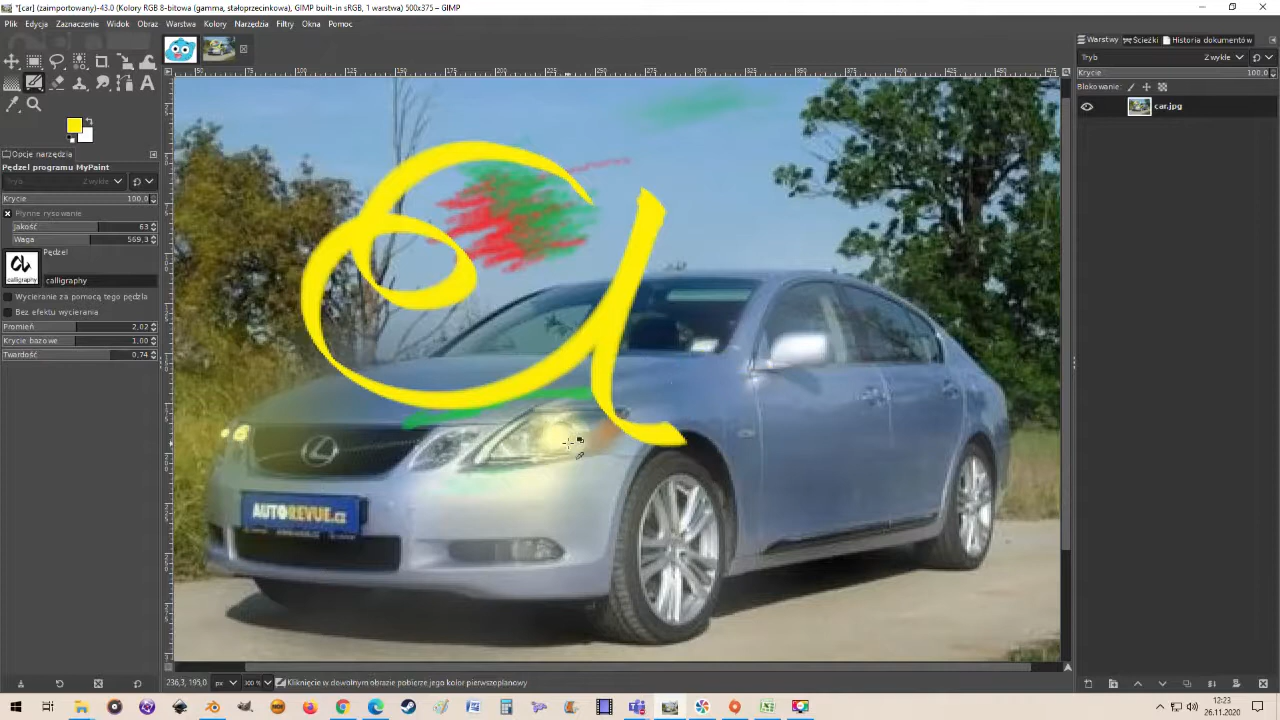 *[car] (zaimportowany)-43.0 (Kolory RGB 8-bitowa (gamma, stałoprzecinkowa), GIMP built-in sRGB, 1 warstwa) 500x375 – GIMP
Plik Edycja Zaznaczenie Widok Obraz Warstwa Kolory Narzędzia Filtry Okna Pomoc
Warstwy Ścieżki Historia dokumentów
Tryb Zwykłe
Krycie 100,0
Blokowanie:
car.jpg
Opcje narzędzia
Pędzel programu MyPaint
Tryb Zwykłe
Krycie 100,0
Płynne rysowanie
Jakość 63
Waga 569,3
Pędzel
calligraphy
calligraphy
Wycieranie za pomocą tego pędzla
Bez efektu wycierania
Promień 2,02
Krycie bazowe 1,00
Twardość 0,74
AUTOREVUE.cz
236,3, 195,0 px 100 % Kliknięcie w dowolnym obrazie pobierze jego kolor pierwszoplanowy
12:23
26.11.2020